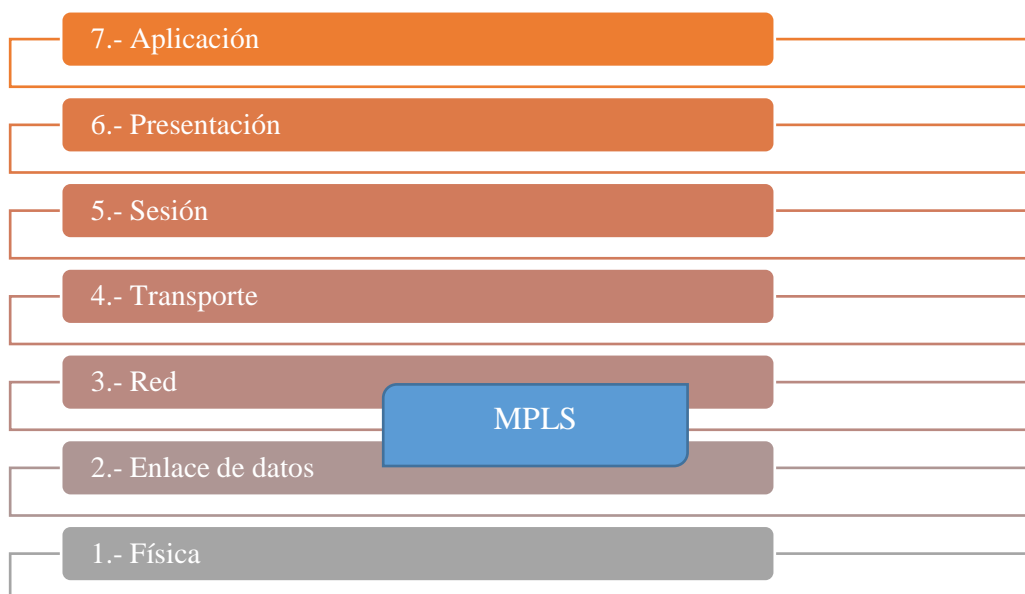 7.- Aplicación
6.- Presentación
5.- Sesión
4.- Transporte
3.- Red
MPLS
2.- Enlace de datos
1.- Física